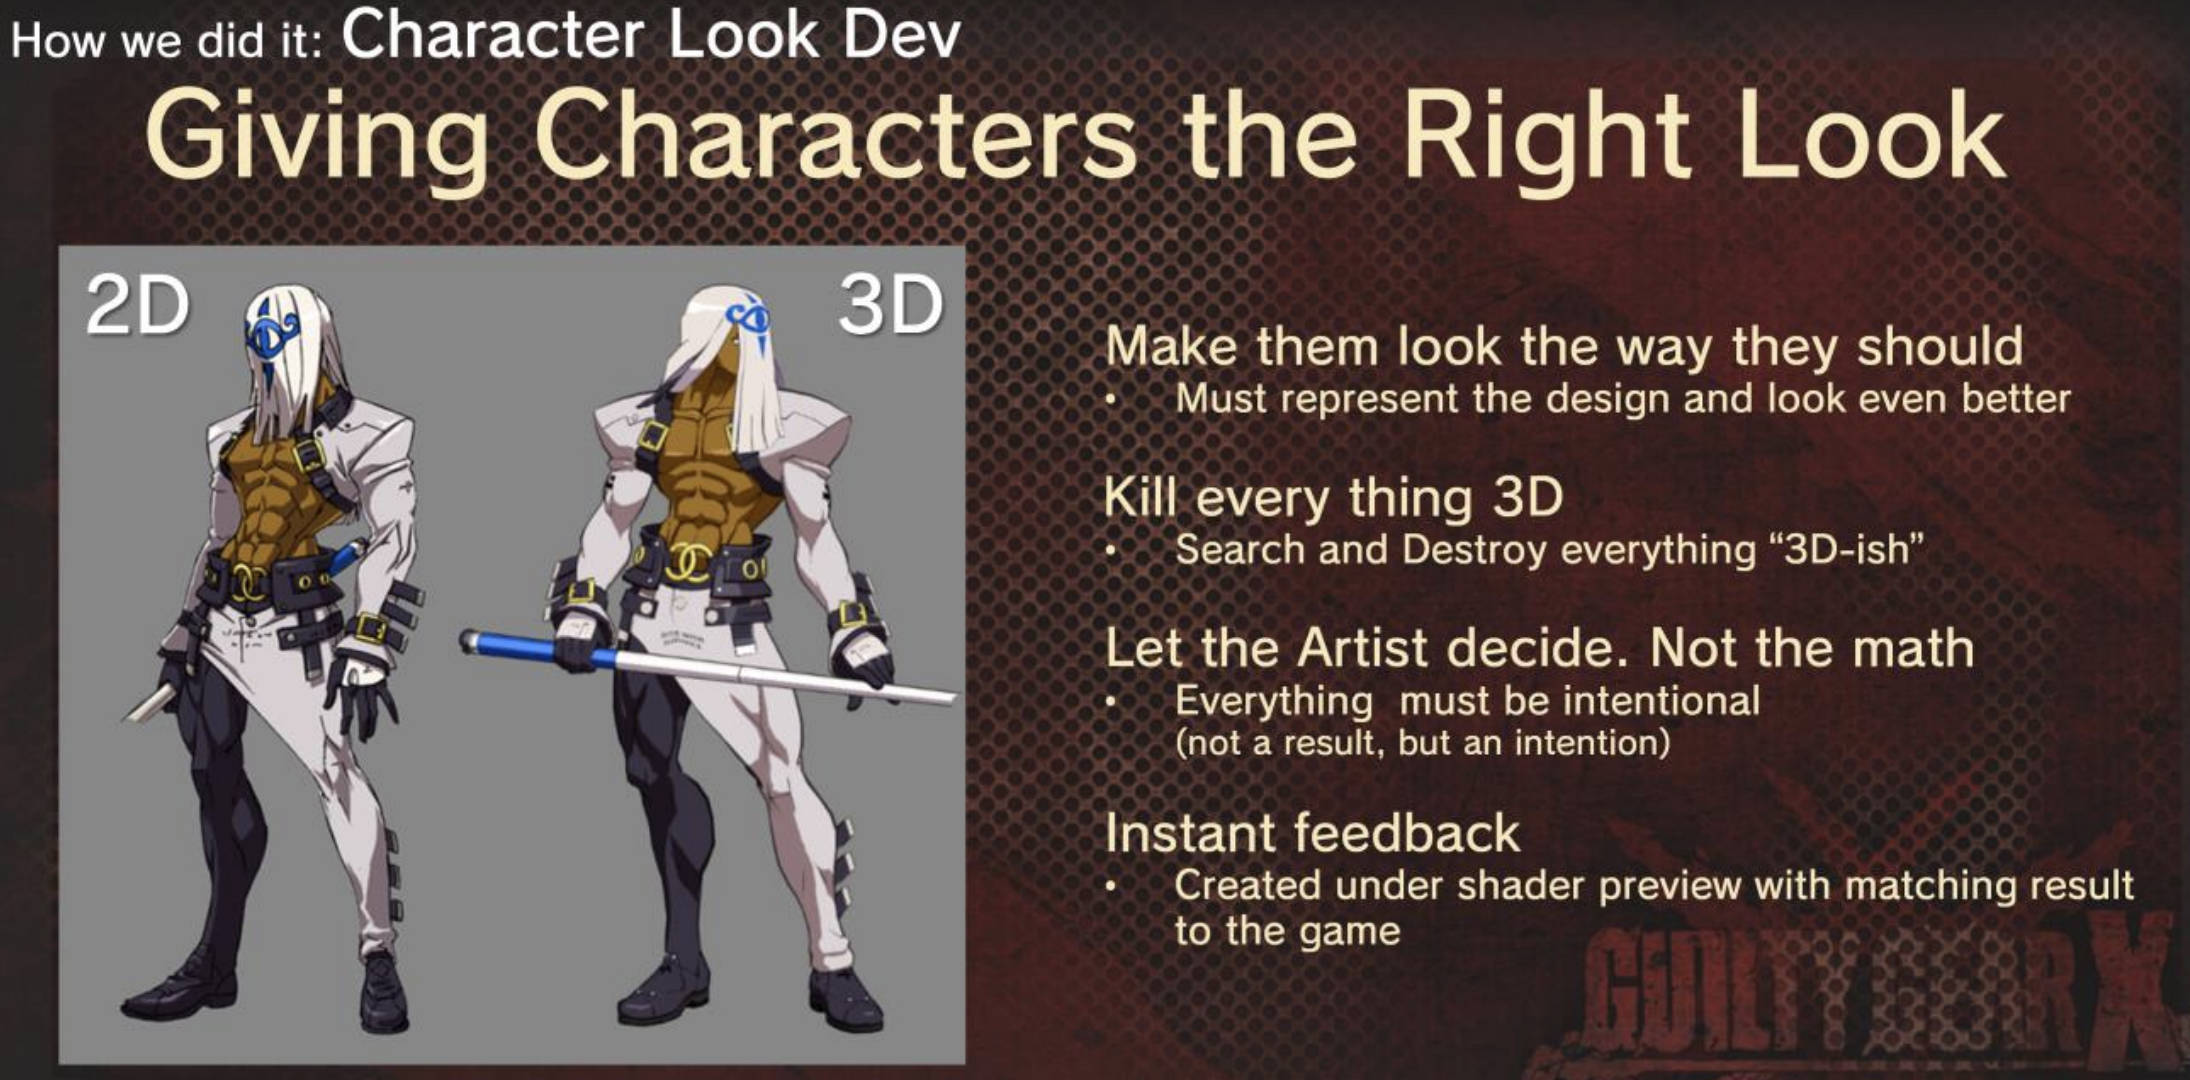 How we did it: Character Look Dev
Giving Characters the Right Look
2D
3D
Make them look the way they should
• Must represent the design and look even better
Kill every thing 3D
• Search and Destroy everything “3D-ish”
Let the Artist decide. Not the math
• Everything must be intentional
(not a result, but an intention)
Instant feedback
• Created under shader preview with matching result
to the game
GUILTY GEAR X